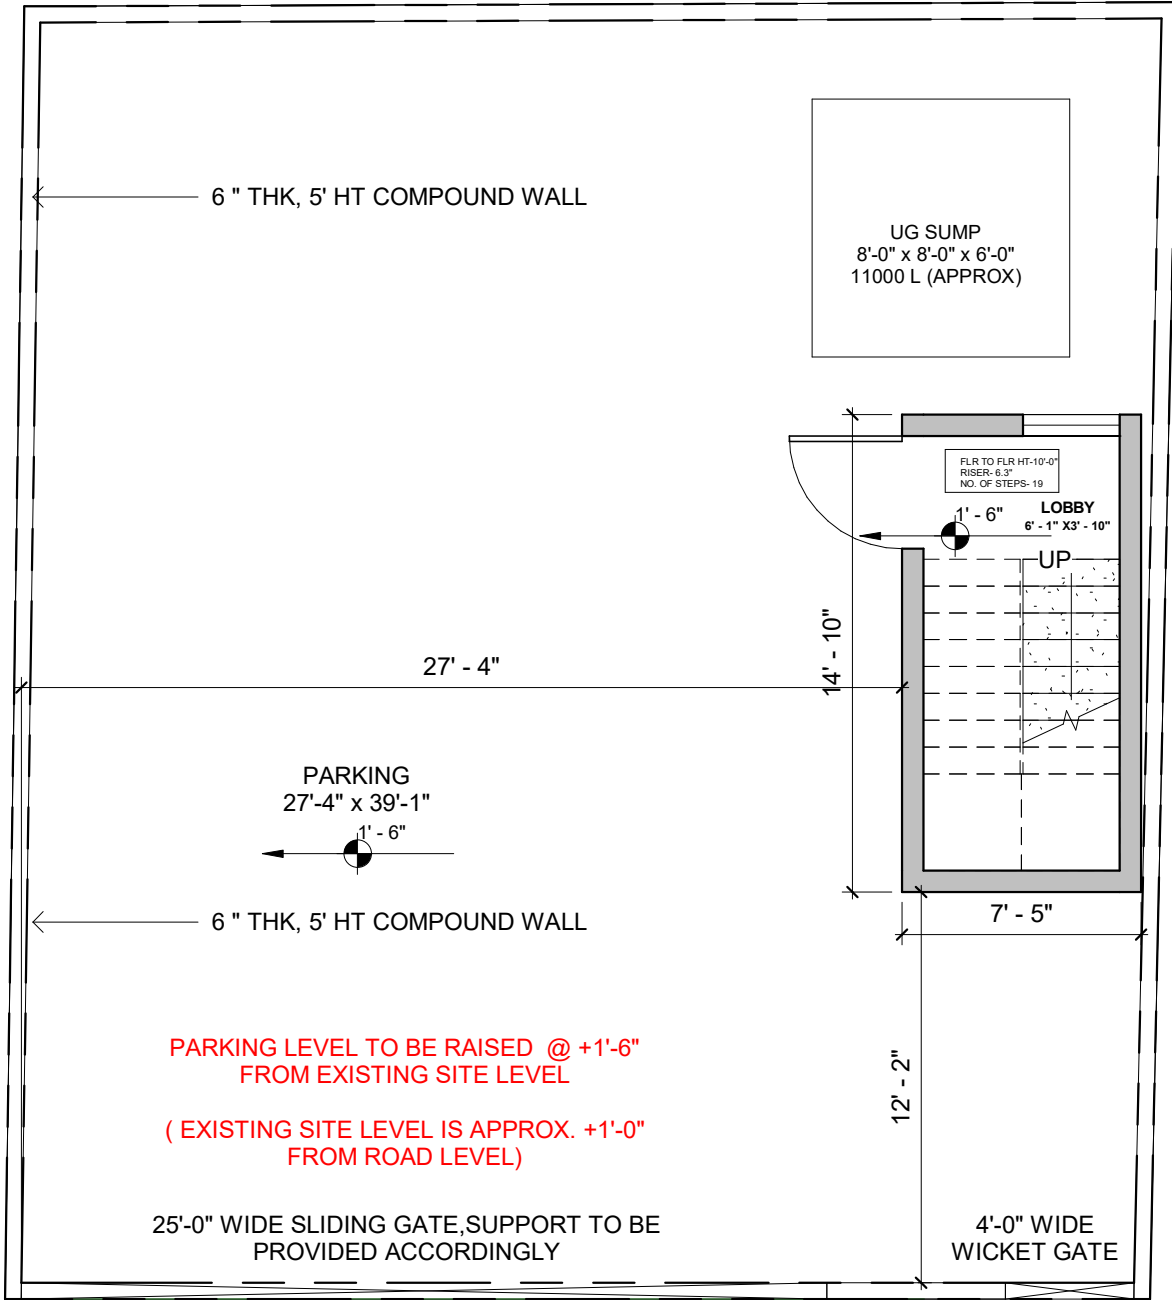 6 " THK, 5' HT COMPOUND WALL
UG SUMP
8'-0" x 8'-0" x 6'-0"
11000 L (APPROX)
FLR TO FLR HT-10'-0"
RISER- 6.3"
NO. OF STEPS- 19
1' - 6"
LOBBY
6' - 1" X3' - 10"
UP
14' - 10"
27' - 4"
PARKING
27'-4" x 39'-1"
1' - 6"
6 " THK, 5' HT COMPOUND WALL
7' - 5"
12' - 2"
PARKING LEVEL TO BE RAISED @ +1'-6"
FROM EXISTING SITE LEVEL
( EXISTING SITE LEVEL IS APPROX. +1'-0"
FROM ROAD LEVEL)
25'-0" WIDE SLIDING GATE,SUPPORT TO BE
PROVIDED ACCORDINGLY
4'-0" WIDE
WICKET GATE